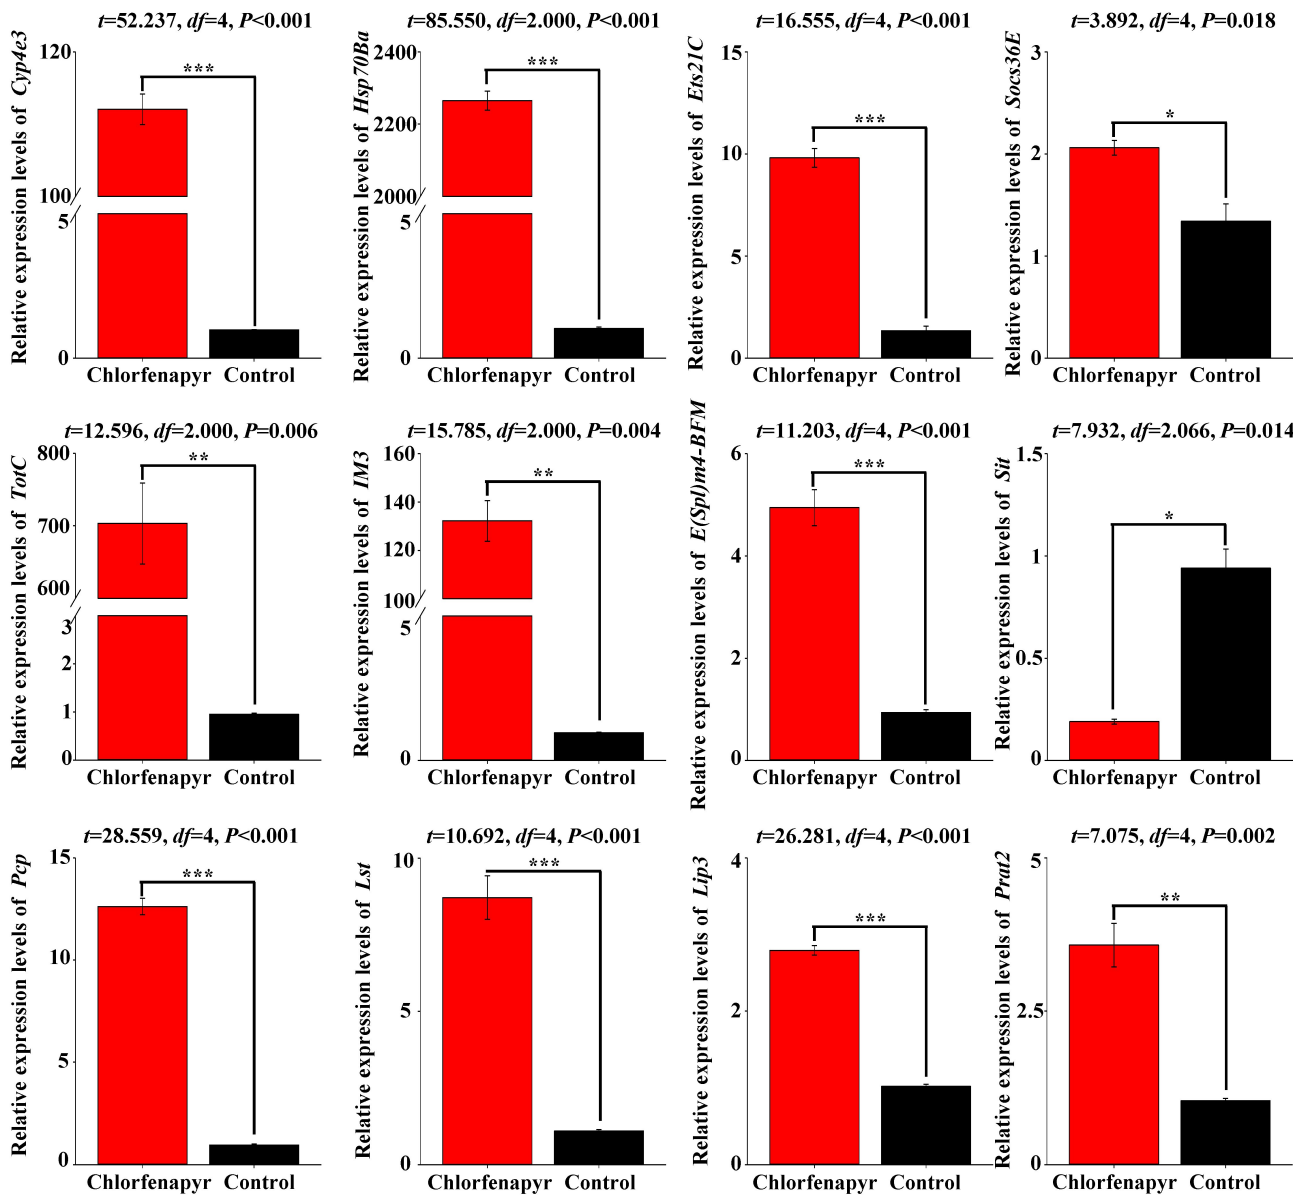 t=52.237, df=4, P<0.001
Relative expression levels of Cyp4e3
120
100
5
0
***
Chlorfenapyr Control
t=85.550, df=2.000, P<0.001
Relative expression levels of Hsp70Ba
2400
2200
2000
5
0
***
Chlorfenapyr Control
t=16.555, df=4, P<0.001
Relative expression levels of Ets21C
15
10
5
0
***
Chlorfenapyr Control
t=3.892, df=4, P=0.018
Relative expression levels of Socs36E
3
2
1
0
*
Chlorfenapyr Control
t=12.596, df=2.000, P=0.006
Relative expression levels of TotC
800
700
600
3
2
1
0
**
Chlorfenapyr Control
t=15.785, df=2.000, P=0.004
Relative expression levels of IM3
160
140
120
100
5
0
**
Chlorfenapyr Control
t=11.203, df=4, P<0.001
Relative expression levels of E(Spl)m4-BFM
6
4
2
0
***
Chlorfenapyr Control
t=7.932, df=2.066, P=0.014
Relative expression levels of Sit
1.5
1
0.5
0
*
Chlorfenapyr Control
t=28.559, df=4, P<0.001
Relative expression levels of Pcp
15
10
5
0
***
Chlorfenapyr Control
t=10.692, df=4, P<0.001
Relative expression levels of Lst
10
5
0
***
Chlorfenapyr Control
t=26.281, df=4, P<0.001
Relative expression levels of Lip3
4
2
0
***
Chlorfenapyr Control
t=7.075, df=4, P=0.002
Relative expression levels of Prat2
5
2.5
0
**
Chlorfenapyr Control